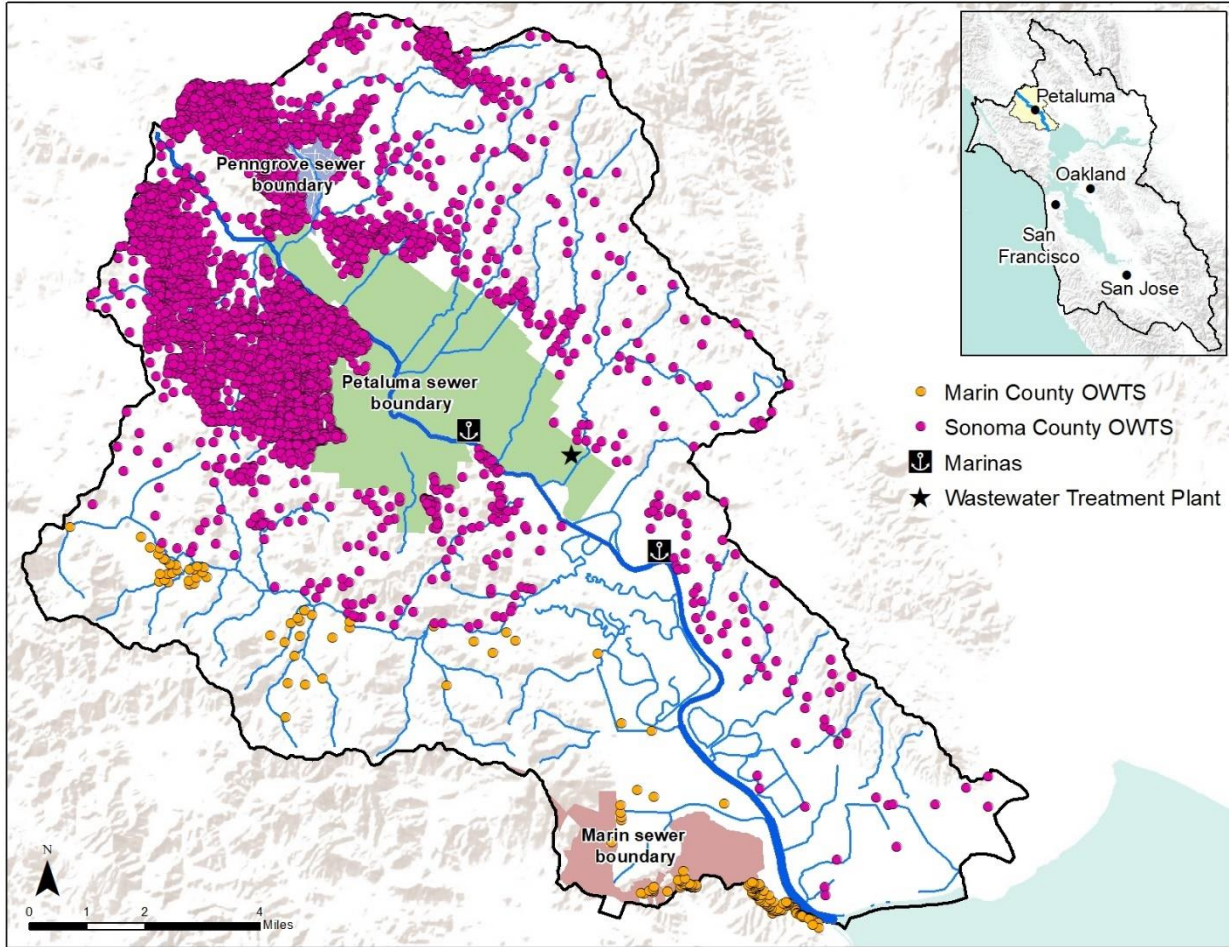 Petaluma
Oakland
San
Francisco
San Jose
Penngrove sewer
boundary
Petaluma sewer
boundary
Marin County OWTS
Sonoma County OWTS
Marinas
Wastewater Treatment Plant
Marin sewer
boundary
N
0 1 2 4
Miles